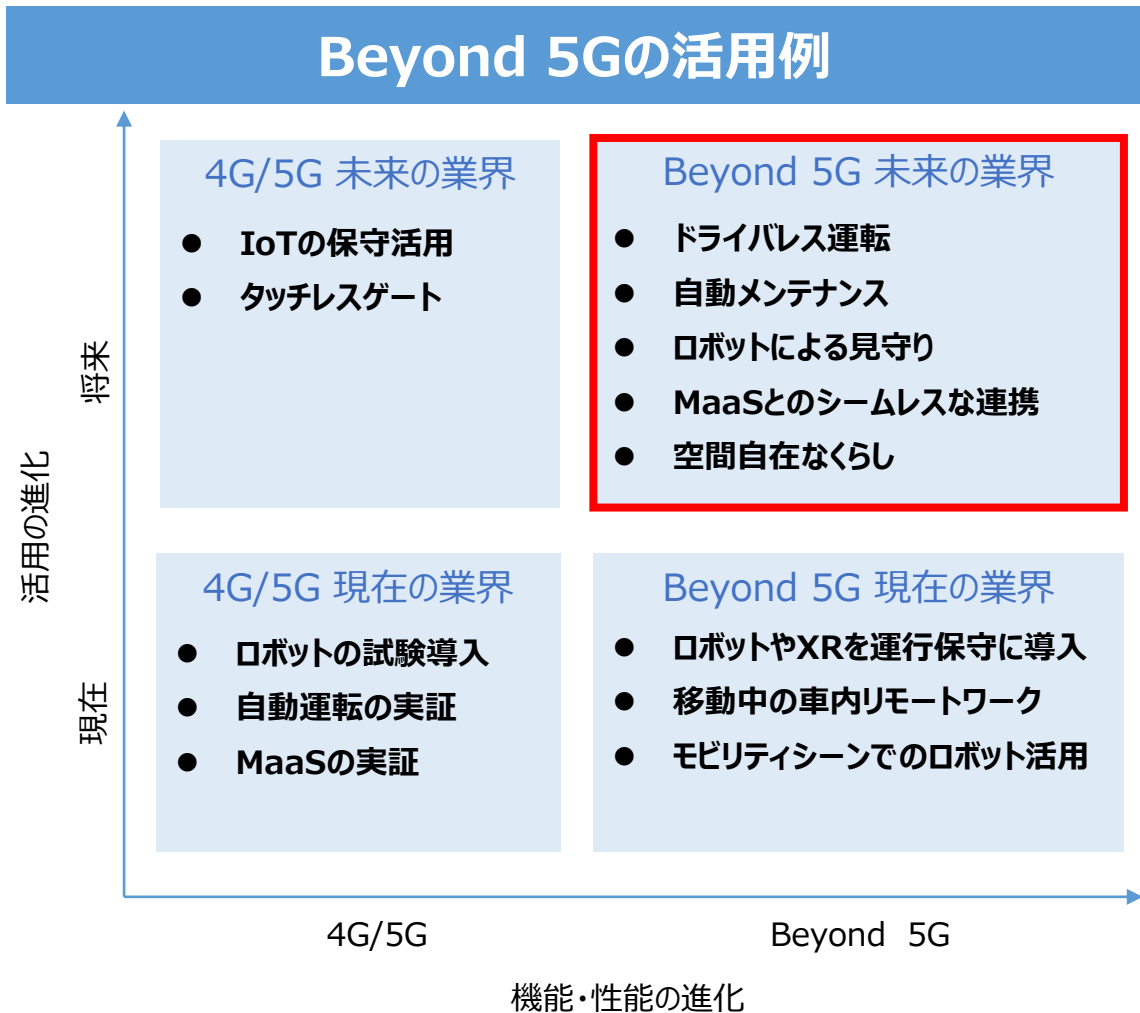 Beyond 5Gの活用例
4G/5G 未来の業界
● IoTの保守活用
● タッチレスゲート
Beyond 5G 未来の業界
● ドライバレス運転
● 自動メンテナンス
● ロボットによる見守り
● MaaSとのシームレスな連携
● 空間自在なくらし
将来
活用の進化
現在
4G/5G 現在の業界
● ロボットの試験導入
● 自動運転の実証
● MaaSの実証
Beyond 5G 現在の業界
● ロボットやXRを運行保守に導入
● 移動中の車内リモートワーク
● モビリティシーンでのロボット活用
4G/5G
Beyond 5G
機能・性能の進化